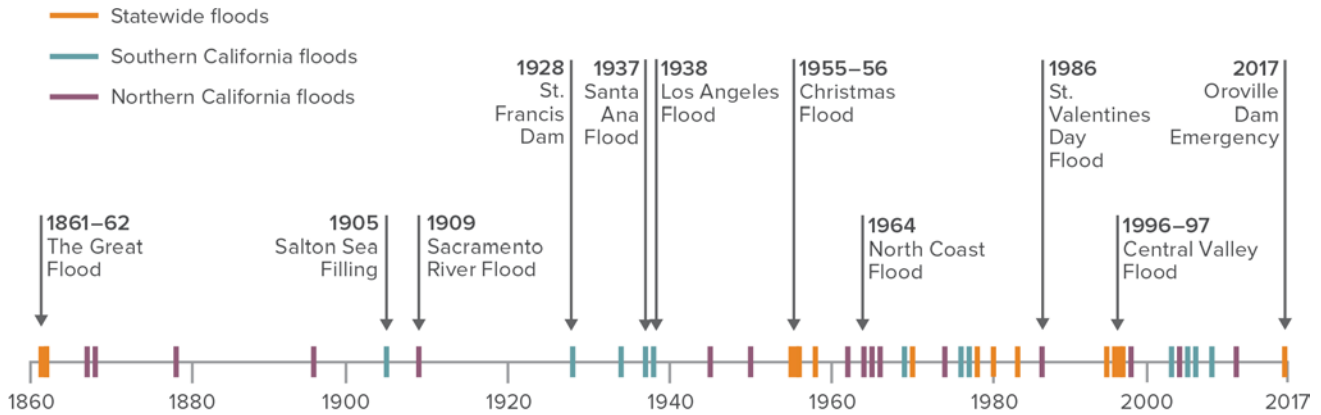 Statewide floods
Southern California floods
Northern California floods
1928
St.
Francis
Dam
1937
Santa
Ana
Flood
1938
Los Angeles
Flood
1955–56
Christmas
Flood
1986
St.
Valentines
Day
Flood
2017
Oroville
Dam
Emergency
1861–62
The Great
Flood
1905
Salton Sea
Filling
1909
Sacramento
River Flood
1964
North Coast
Flood
1996–97
Central Valley
Flood
1860 1880 1900 1920 1940 1960 1980 2000 2017